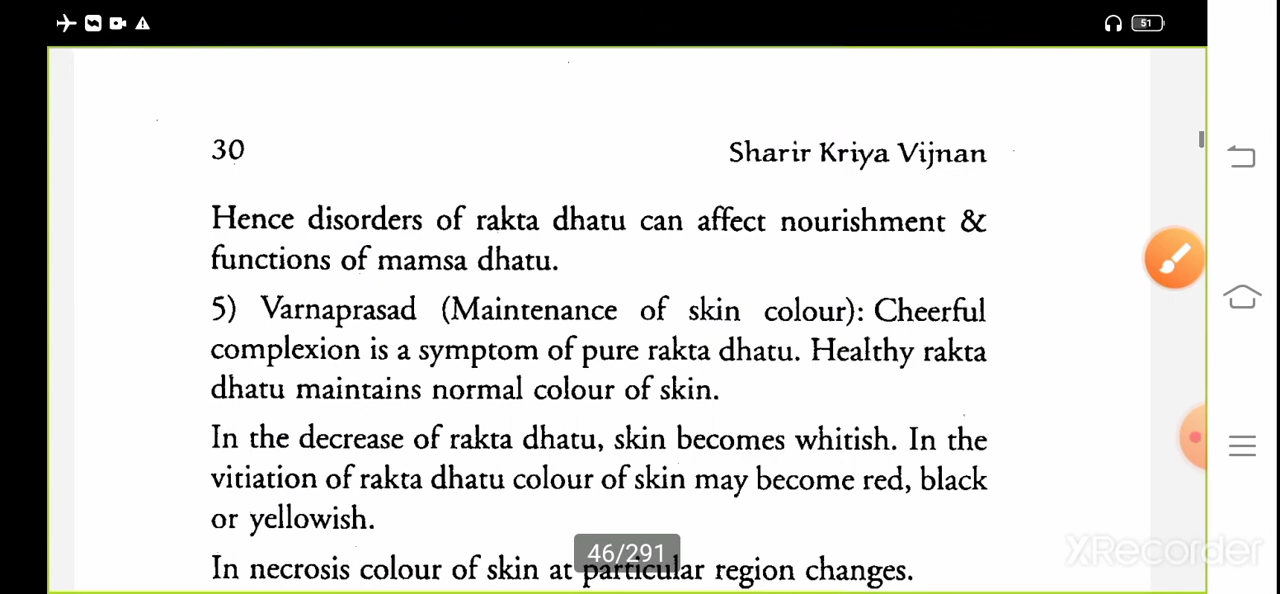 51
30 Sharir Kriya Vijnan
Hence disorders of rakta dhatu can affect nourishment &
functions of mamsa dhatu.
5) Varnaprasad (Maintenance of skin colour): Cheerful
complexion is a symptom of pure rakta dhatu. Healthy rakta
dhatu maintains normal colour of skin.
In the decrease of rakta dhatu, skin becomes whitish. In the
vitiation of rakta dhatu colour of skin may become red, black
or yellowish.
46/291
In necrosis colour of skin at particular region changes.
XRecorder